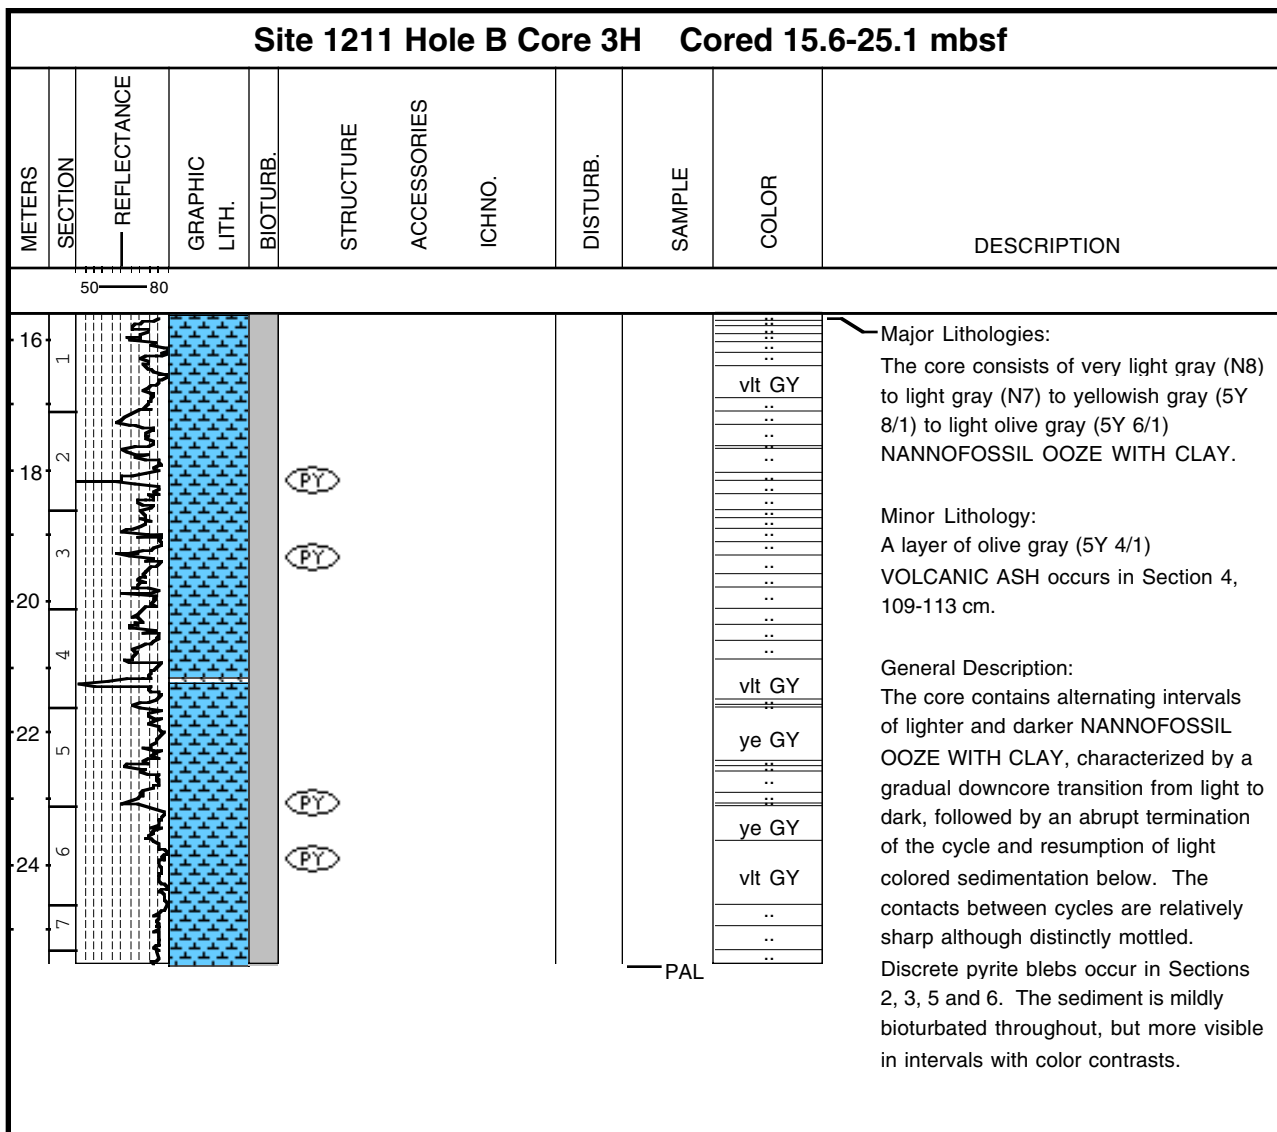 Site 1211 Hole B Core 3H Cored 15.6-25.1 mbsf
METERS
SECTION
REFLECTANCE
GRAPHIC
LITH.
BIOTURB.
STRUCTURE
ACCESSORIES
ICHNO.
DISTURB.
SAMPLE
COLOR
DESCRIPTION
50 80
16
18
20
22
24
1
2
3
4
5
6
7
PY
PY
PY
PY
vlt GY
vlt GY
ye GY
ye GY
vlt GY
PAL
Major Lithologies:
The core consists of very light gray (N8)
to light gray (N7) to yellowish gray (5Y
8/1) to light olive gray (5Y 6/1)
NANNOFOSSIL OOZE WITH CLAY.
Minor Lithology:
A layer of olive gray (5Y 4/1)
VOLCANIC ASH occurs in Section 4,
109-113 cm.
General Description:
The core contains alternating intervals
of lighter and darker NANNOFOSSIL
OOZE WITH CLAY, characterized by a
gradual downcore transition from light to
dark, followed by an abrupt termination
of the cycle and resumption of light
colored sedimentation below. The
contacts between cycles are relatively
sharp although distinctly mottled.
Discrete pyrite blebs occur in Sections
2, 3, 5 and 6. The sediment is mildly
bioturbated throughout, but more visible
in intervals with color contrasts.